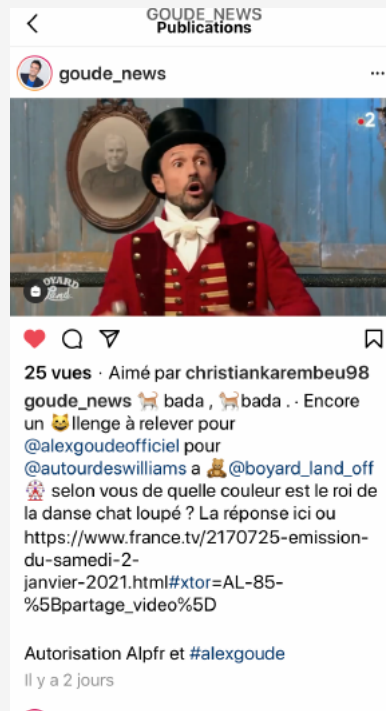 GOUDE_NEWS
Publications
goude_news
2
OYARD
Land
25 vues · Aimé par christiankarembeu98
goude_news 🐈 bada , 🐈bada . · Encore
un 😺llenge à relever pour
@alexgoudeofficiel pour
@autourdeswilliams a 🧸@boyard_land_off
🎡 selon vous de quelle couleur est le roi de
la danse chat loupé ? La réponse ici ou
https://www.france.tv/2170725-emission-
du-samedi-2-
janvier-2021.html#xtor=AL-85-
%5Bpartage_video%5D
Autorisation Alpfr et #alexgoude
Il y a 2 jours